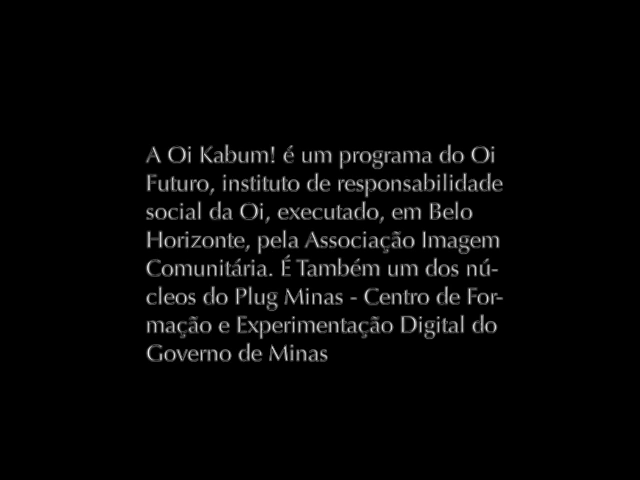 A Oi Kabum! é um programa do Oi
Futuro, instituto de responsabilidade
social da Oi, executado, em Belo
Horizonte, pela Associação Imagem
Comunitária. É Também um dos nú-
cleos do Plug Minas - Centro de For-
mação e Experimentação Digital do
Governo de Minas